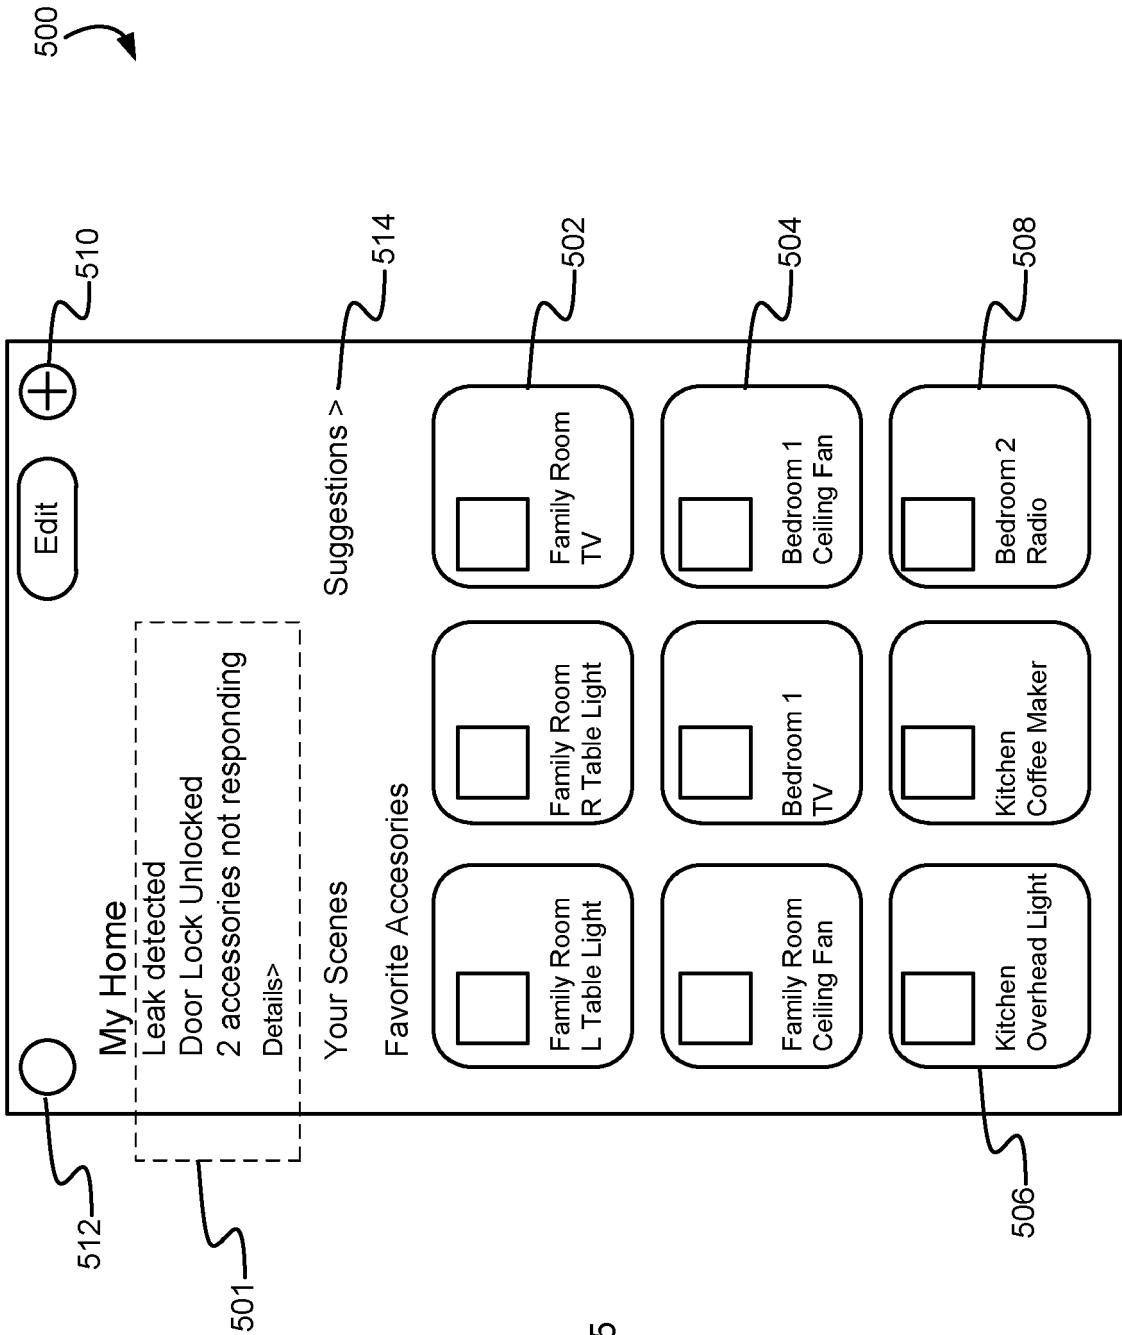 500
512
Edit
510
My Home
Leak detected
Door Lock Unlocked
2 accessories not responding
Details>
501
Your Scenes
Suggestions >
514
Favorite Accesories
Family Room
L Table Light
Family Room
R Table Light
Family Room
TV
502
Family Room
Ceiling Fan
Bedroom 1
TV
Bedroom 1
Ceiling Fan
504
Kitchen
Overhead Light
Kitchen
Coffee Maker
Bedroom 2
Radio
508
506
5